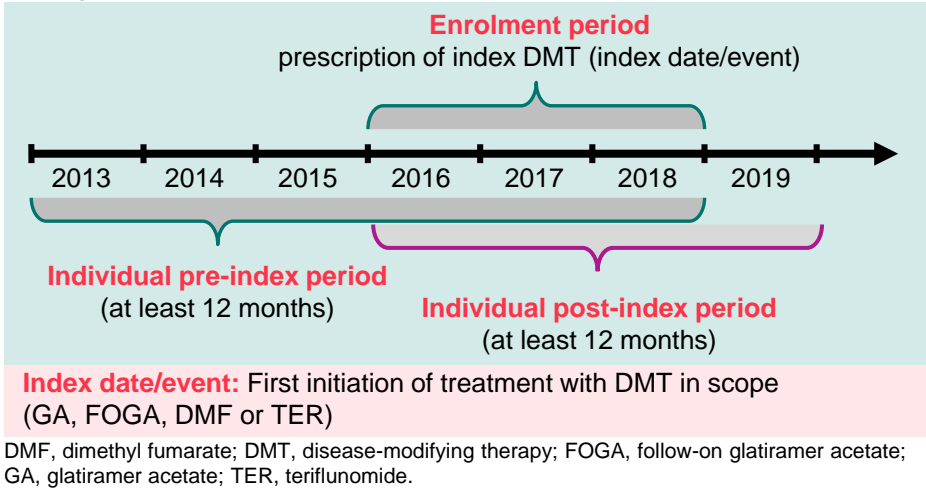 Enrolment period
prescription of index DMT (index date/event)
2013 2014 2015 2016 2017 2018 2019
Individual pre-index period
(at least 12 months)
Individual post-index period
(at least 12 months)
Index date/event: First initiation of treatment with DMT in scope
(GA, FOGA, DMF or TER)
DMF, dimethyl fumarate; DMT, disease-modifying therapy; FOGA, follow-on glatiramer acetate;
GA, glatiramer acetate; TER, teriflunomide.